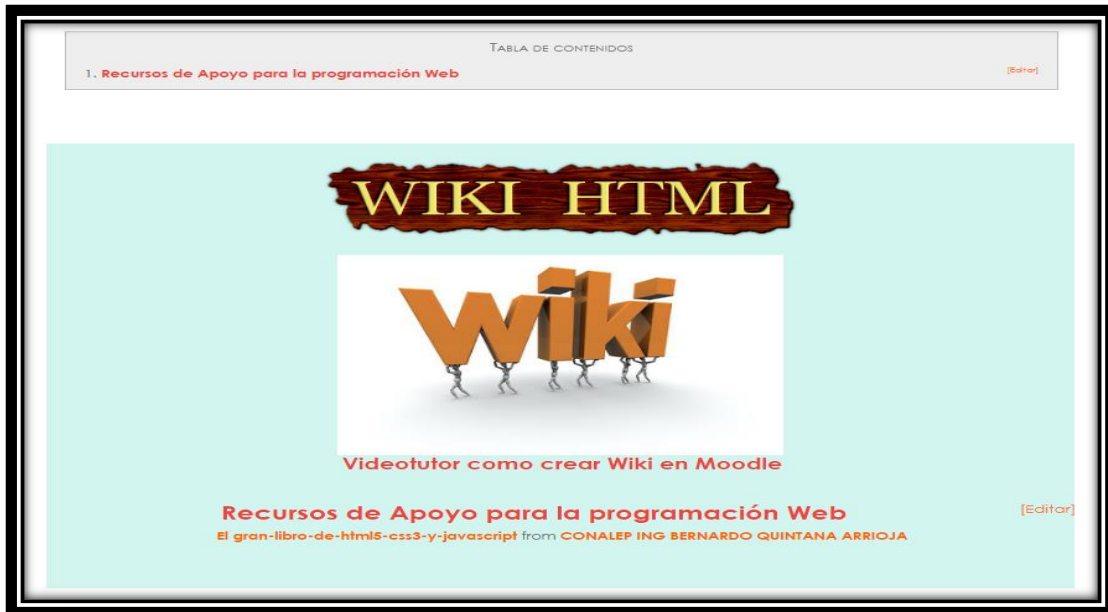 TABLA DE CONTENIDOS
1. Recursos de Apoyo para la programación Web [Editar]
WIKI HTML
wiki
Videotutor como crear Wiki en Moodle
Recursos de Apoyo para la programación Web [Editar]
El gran-libro-de-html5-css3-y-javascript from CONALEP ING BERNARDO QUINTANA ARRIOJA